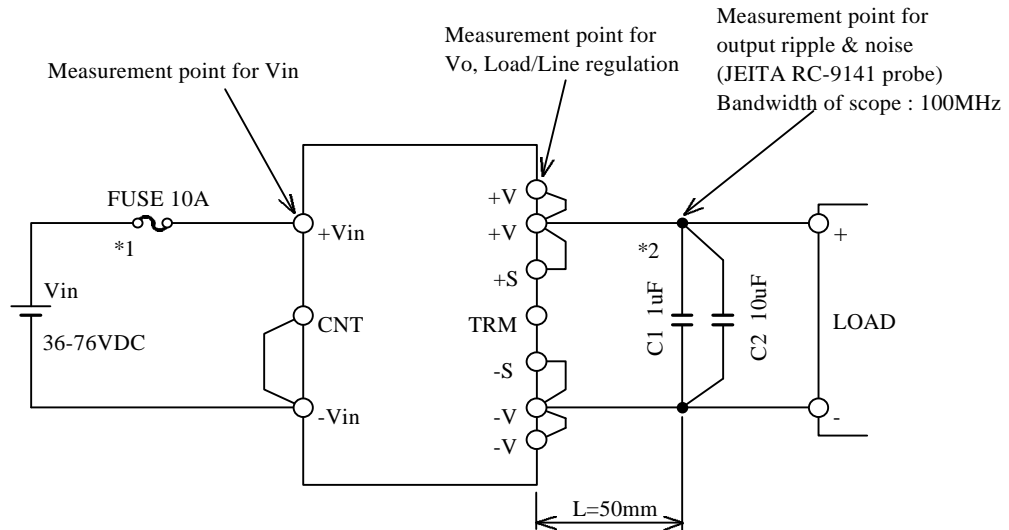 Measurement point for
output ripple & noise
(JEITA RC-9141 probe)
Bandwidth of scope : 100MHz
Measurement point for
Vo, Load/Line regulation
Measurement point for Vin
FUSE 10A
*1
Vin
36-76VDC
+Vin
CNT
-Vin
+V
+V
+S
TRM
-S
-V
-V
*2
C1 1uF
C2 10uF
+
LOAD
-
L=50mm